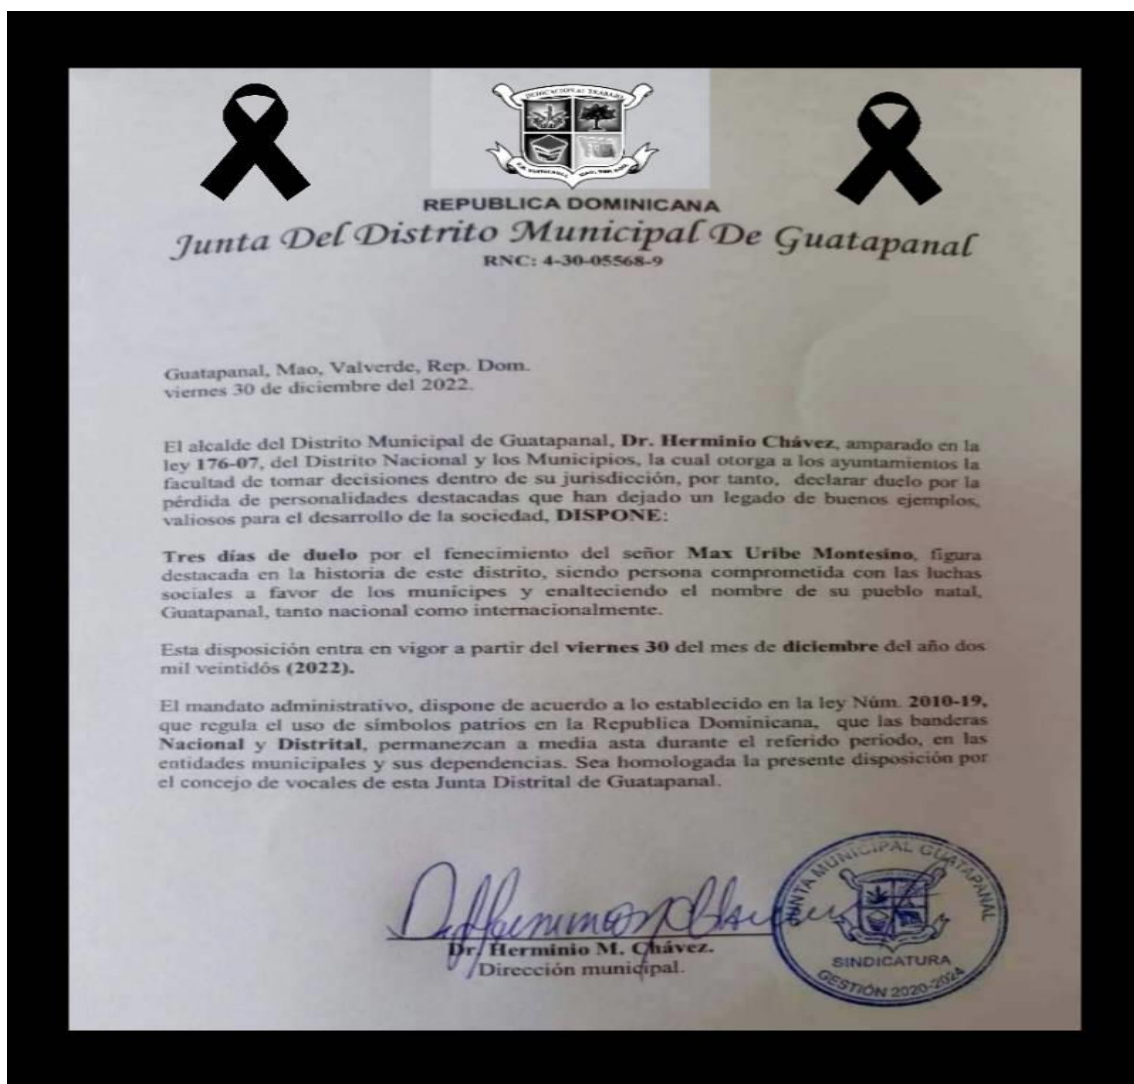 DEDICACION AL TRABAJO
REPUBLICA DOMINICANA
Junta Del Distrito Municipal De Guatapanal
RNC: 4-30-05568-9
Guatapanal, Mao, Valverde, Rep. Dom.
viernes 30 de diciembre del 2022.
El alcalde del Distrito Municipal de Guatapanal, Dr. Herminio Chávez, amparado en la
ley 176-07, del Distrito Nacional y los Municipios, la cual otorga a los ayuntamientos la
facultad de tomar decisiones dentro de su jurisdicción, por tanto, declarar duelo por la
pérdida de personalidades destacadas que han dejado un legado de buenos ejemplos,
valiosos para el desarrollo de la sociedad, DISPONE:
Tres días de duelo por el fenecimiento del señor Max Uribe Montesino, figura
destacada en la historia de este distrito, siendo persona comprometida con las luchas
sociales a favor de los munícipes y enalteciendo el nombre de su pueblo natal,
Guatapanal, tanto nacional como internacionalmente.
Esta disposición entra en vigor a partir del viernes 30 del mes de diciembre del año dos
mil veintidós (2022).
El mandato administrativo, dispone de acuerdo a lo establecido en la ley Núm. 2010-19,
que regula el uso de símbolos patrios en la Republica Dominicana, que las banderas
Nacional y Distrital, permanezcan a media asta durante el referido periodo, en las
entidades municipales y sus dependencias. Sea homologada la presente disposición por
el concejo de vocales de esta Junta Distrital de Guatapanal.
Dr. Herminio M. Chávez.
Dirección municipal.
JUNTA MUNICIPAL GUATAPANAL
SINDICATURA
GESTIÓN 2020-2024